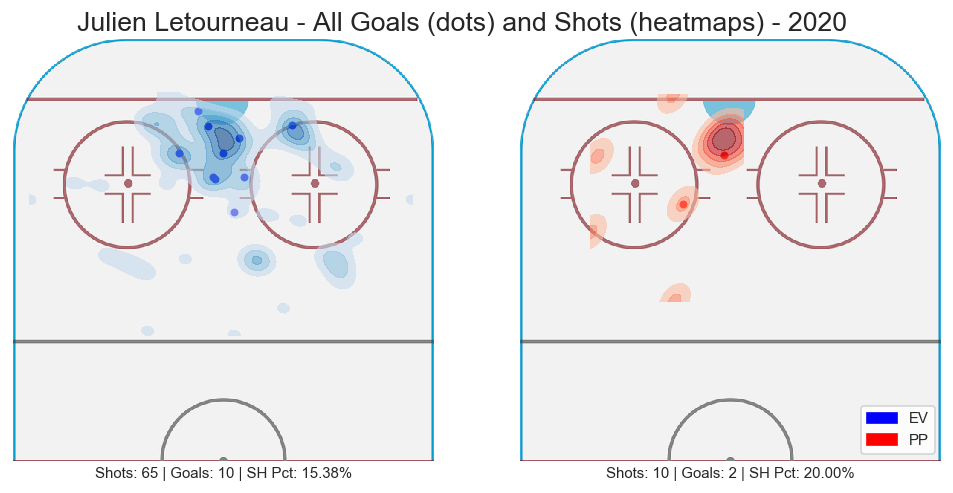 Julien Letourneau - All Goals (dots) and Shots (heatmaps) - 2020
EV
PP
Shots: 65 | Goals: 10 | SH Pct: 15.38%
Shots: 10 | Goals: 2 | SH Pct: 20.00%